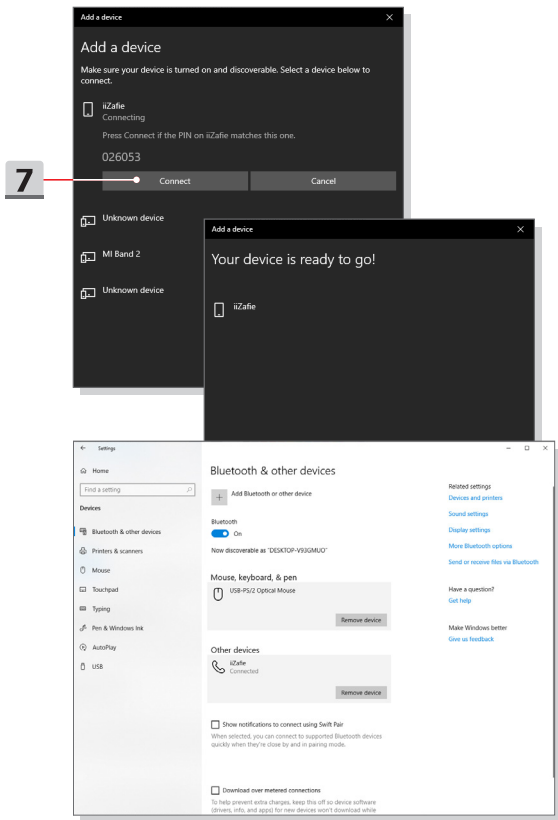 Add a device
Add a device
Make sure your device is turned on and discoverable. Select a device below to
connect.
iiZafie
Connecting
Press Connect if the PIN on iiZafie matches this one.
026053
7
Connect Cancel
Unknown device
MI Band 2
Unknown device
Add a device
Your device is ready to go!
iiZafie
Settings
Home
Find a setting
Devices
Bluetooth & other devices
Printers & scanners
Mouse
Touchpad
Typing
Pen & Windows Ink
AutoPlay
USB
Bluetooth & other devices
Add Bluetooth or other device
Bluetooth
On
Now discoverable as "DESKTOP-V93GMUO"
Mouse, keyboard, & pen
USB-PS/2 Optical Mouse
Remove device
Other devices
iiZafie
Connected
Remove device
Show notifications to connect using Swift Pair
When selected, you can connect to supported Bluetooth devices
quickly when they're close by and in pairing mode.
Download over metered connections
To help prevent extra charges, keep this off so device software
(drivers, info, and apps) for new devices won't download while
Related settings
Devices and printers
Sound settings
Display settings
More Bluetooth options
Send or receive files via Bluetooth
Have a question?
Get help
Make Windows better
Give us feedback